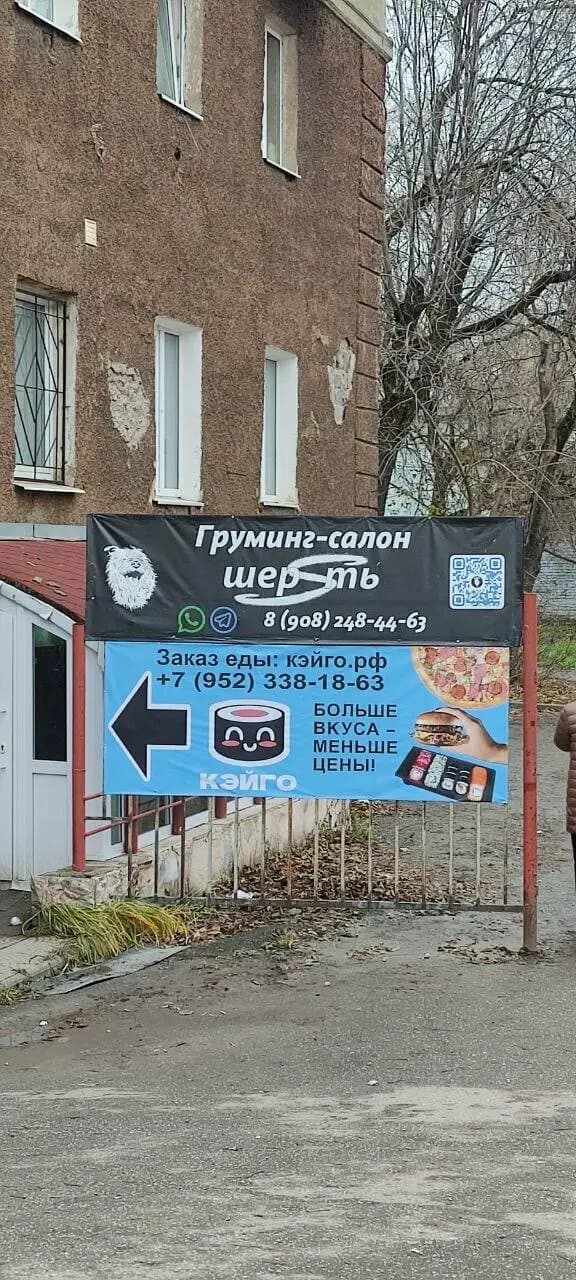 Груминг-салон
шерSть
8 (908) 248-44-63
Заказ еды: кэйго.рф
+7 (952) 338-18-63
БОЛЬШЕ
ВКУСА -
МЕНЬШЕ
ЦЕНЫ!
КЭЙГО